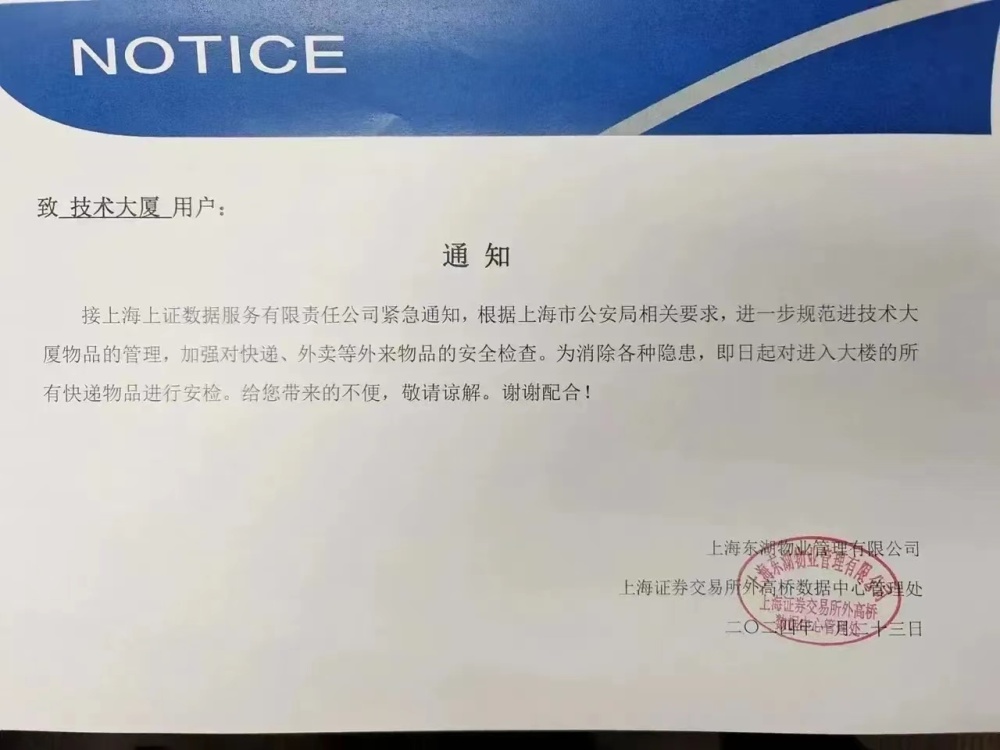 NOTICE
致 技术大厦 用户：
通 知
接上海上证数据服务有限责任公司紧急通知，根据上海市公安局相关要求，进一步规范进技术大
厦物品的管理，加强对快递、外卖等外来物品的安全检查。为消除各种隐患，即日起对进入大楼的所
有快递物品进行安检。给您带来的不便，敬请谅解。谢谢配合！
上海东湖物业管理有限公司
上海证券交易所外高桥数据中心管理处
二〇二四年一月二十三日
上海东湖物业管理有限公司
上海证券交易所外高桥
数据中心管理处